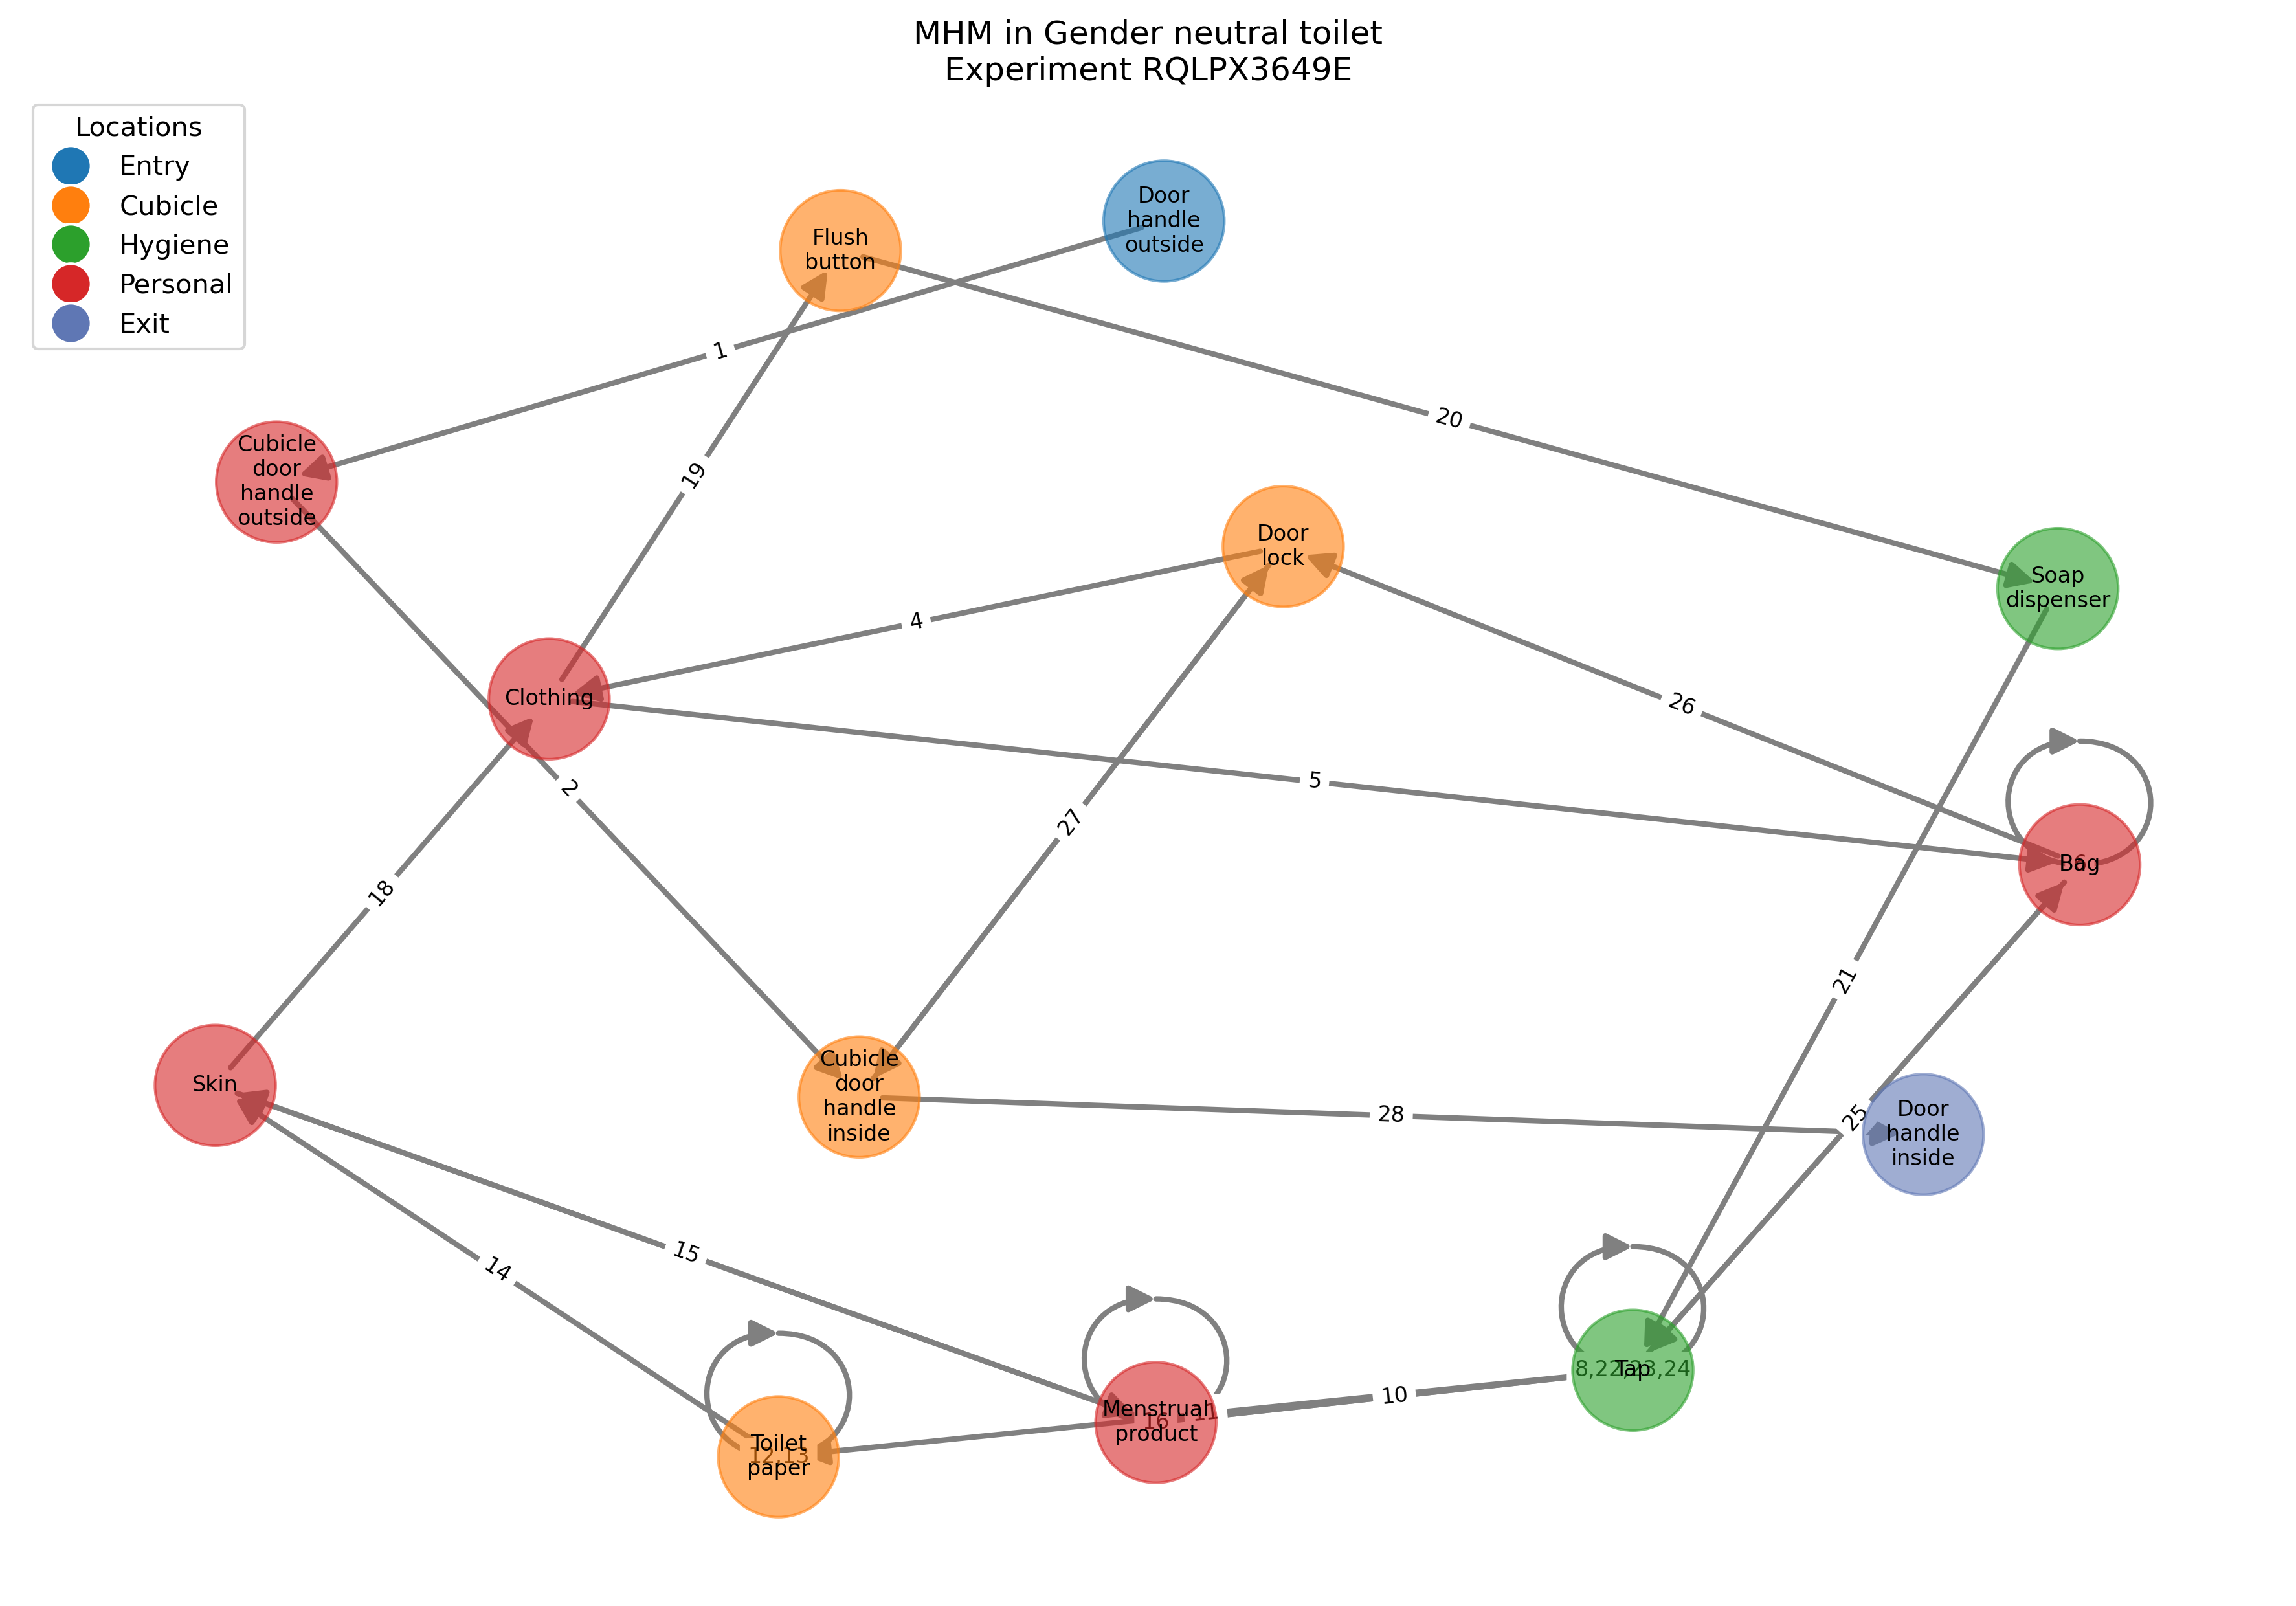 MHM in Gender neutral toilet
Experiment RQLPX3649E
Locations
Entry
Cubicle
Hygiene
Personal
Exit
Door
handle
outside
Flush
button
1
20
Cubicle
door
handle
outside
19
Door
lock
Soap
dispenser
4
Clothing
26
5
2
27
Bag
6
18
21
Skin
Cubicle
door
handle
inside
28
25
Door
handle
inside
15
14
8,22,23,24
Tap
10
11
Menstrual
product
16
Toilet
paper
12,13